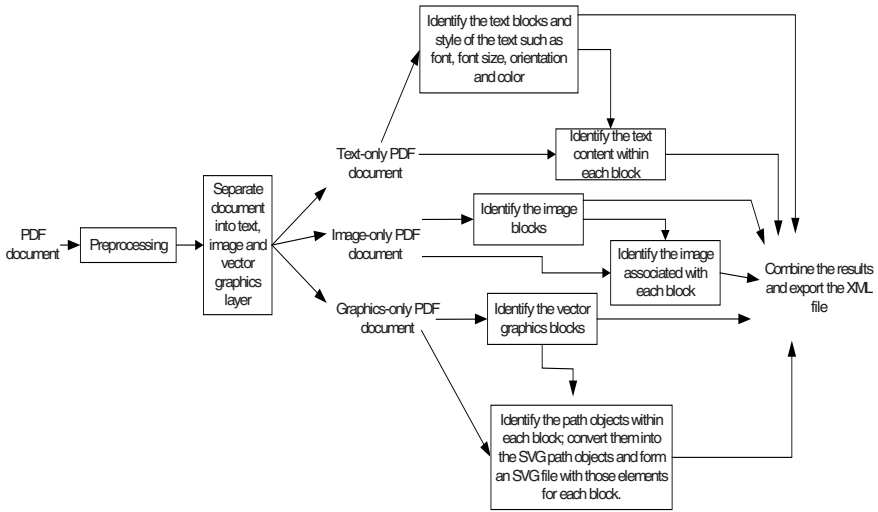 Identify the text blocks and
style of the text such as
font, font size, orientation
and color
Identify the text
content within
each block
Text-only PDF
document
Separate
document
into text,
image and
vector
graphics
layer
Identify the image
blocks
PDF
document
Preprocessing
Image-only PDF
document
Identify the image
associated with
each block
Combine the results
and export the XML
file
Graphics-only PDF
document
Identify the vector
graphics blocks
Identify the path objects within
each block; convert them into
the SVG path objects and form
an SVG file with those elements
for each block.